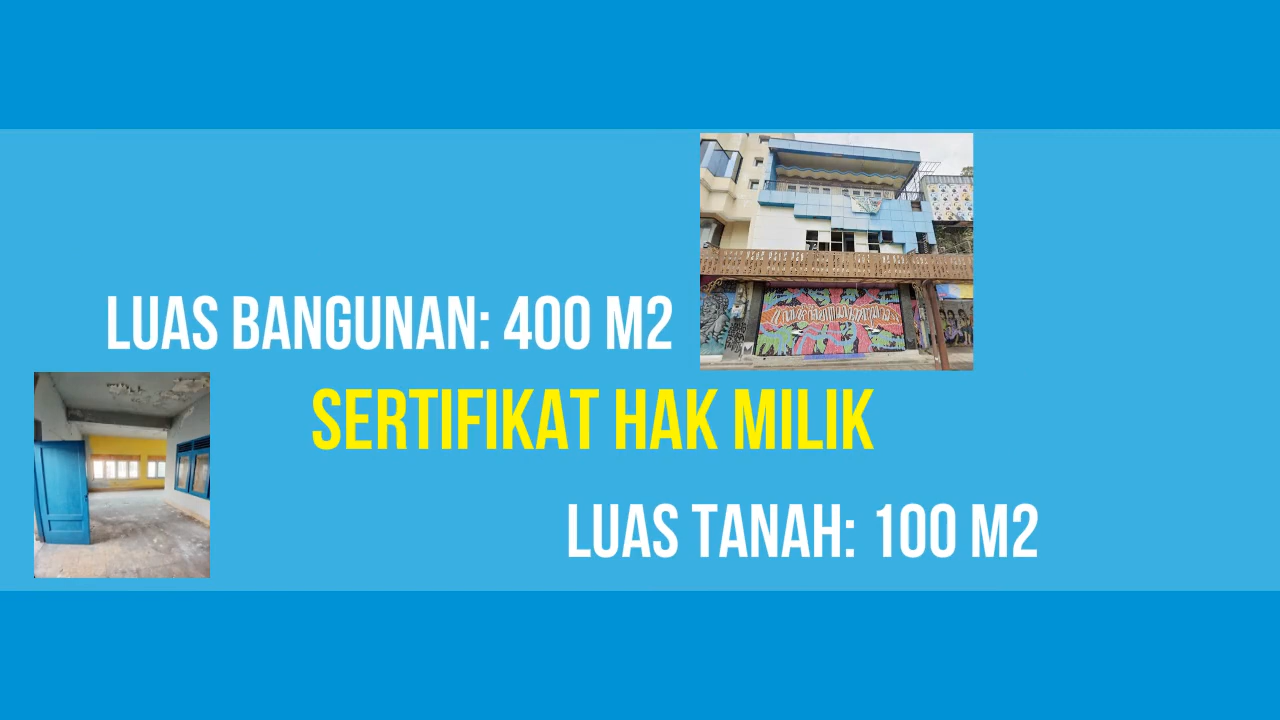 LUAS BANGUNAN: 400 M2
SERTIFIKAT HAK MILIK
LUAS TANAH: 100 M2